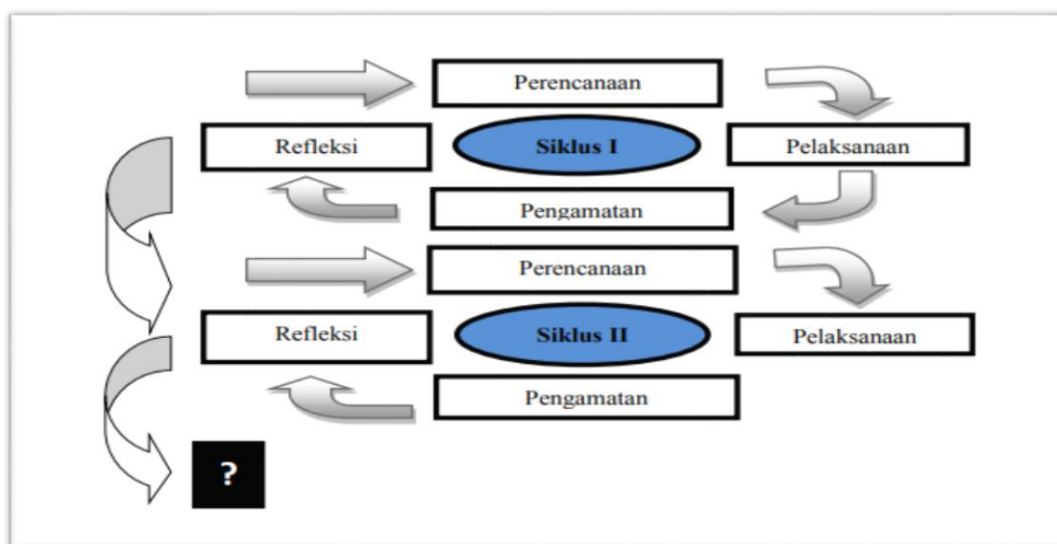 Perencanaan
Refleksi
Siklus I
Pelaksanaan
Pengamatan
Perencanaan
Refleksi
Siklus II
Pelaksanaan
Pengamatan
?